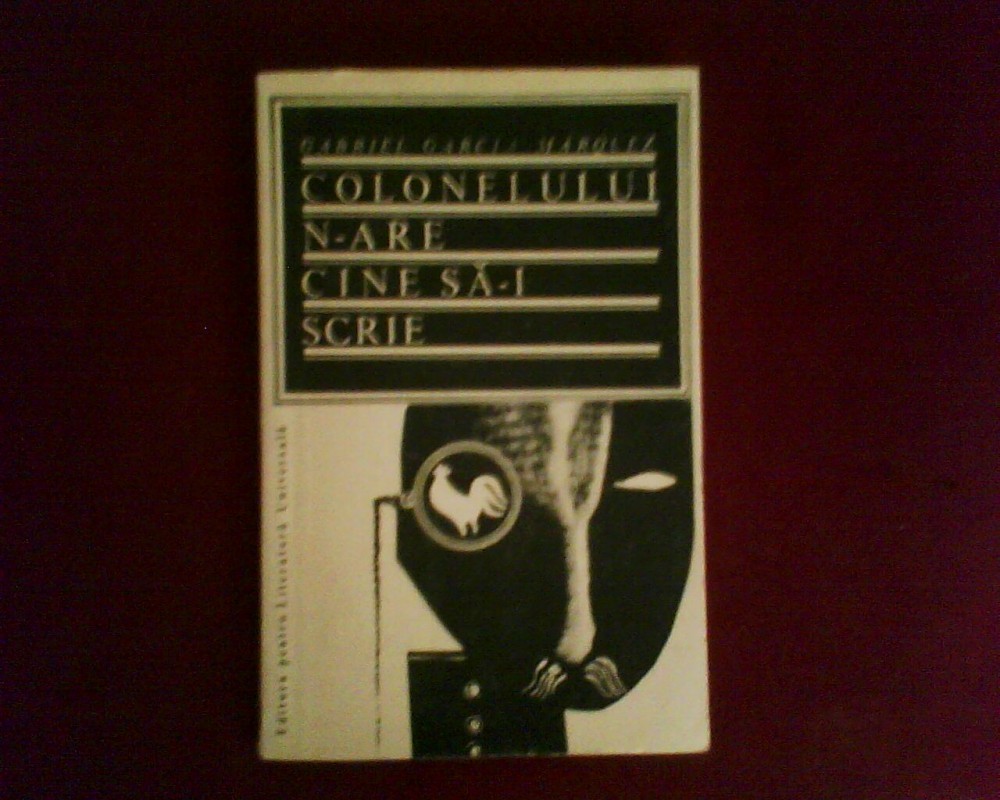 GABRIEL GARCIA MARQUEZ
COLONELULUI
N-ARE
CINE SĂ-I
SCRIE
Editura pentru Literatură Universală